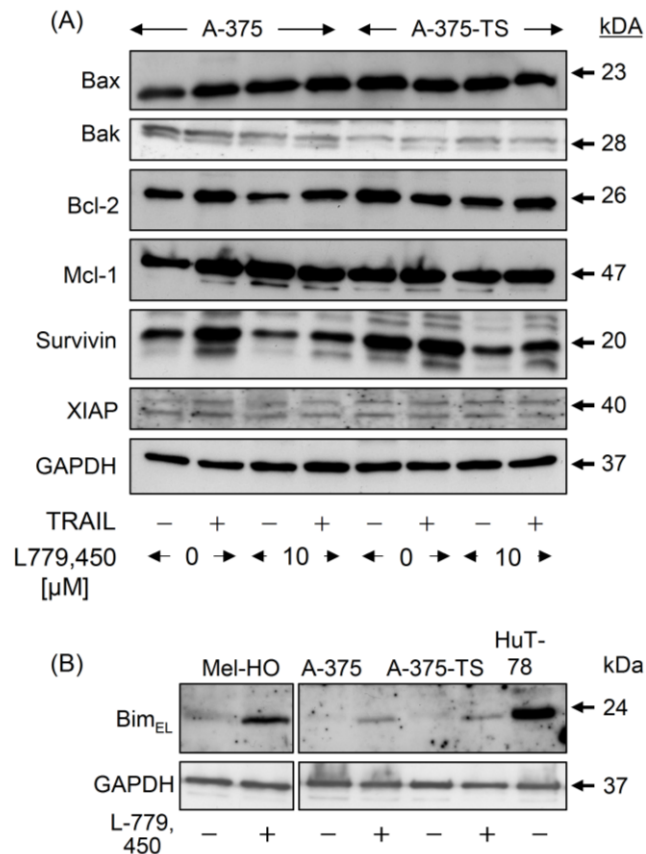 (A)
A-375 A-375-TS kDA
Bax 23
Bak 28
Bcl-2 26
Mcl-1 47
Survivin 20
XIAP 40
GAPDH 37
TRAIL − + − + − + − +
L779,450 0 10 0 10
[µM]
(B)
Mel-HO A-375 A-375-TS HuT-78 kDa
BimEL 24
GAPDH 37
L-779,450 − + − + − + −